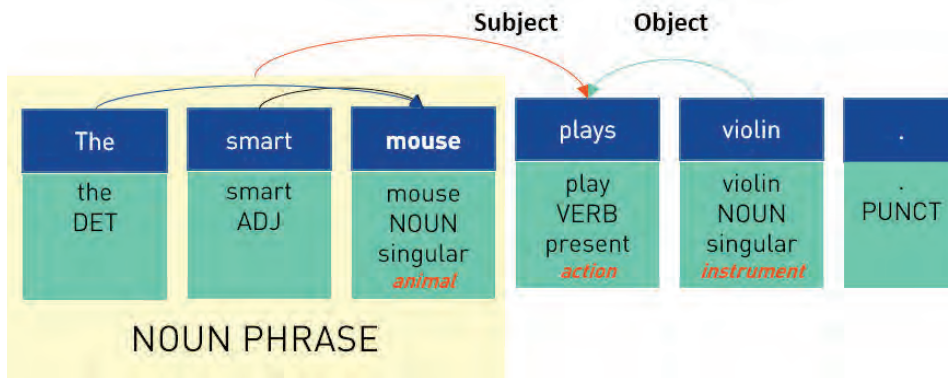 Subject Object
The smart mouse plays violin .
the smart mouse play violin .
DET ADJ NOUN VERB NOUN PUNCT
singular present singular
animal action instrument
NOUN PHRASE